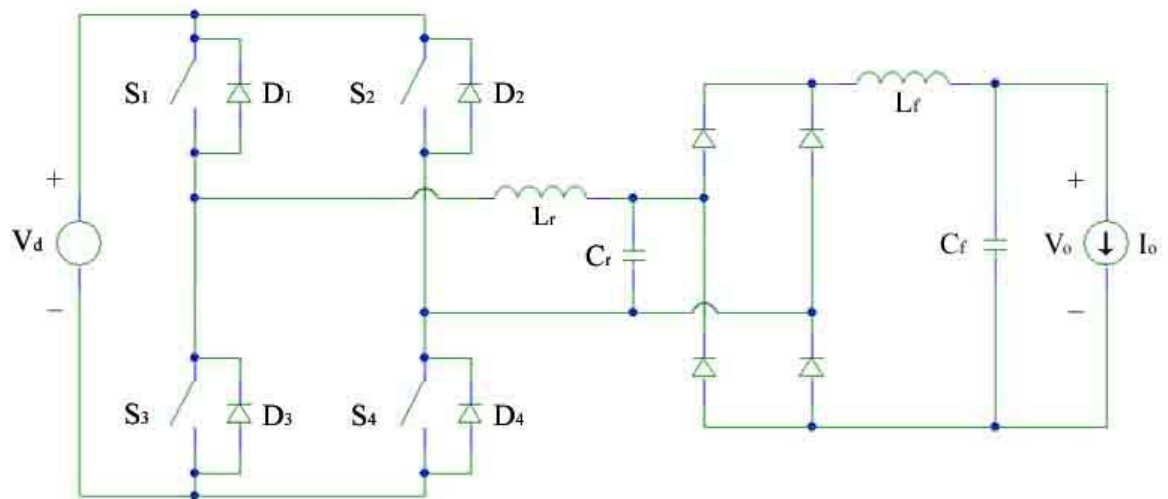 S1 D1 S2 D2
Lf
+ +
Vd Lr Cr Cf Vo Io
− −
S3 D3 S4 D4